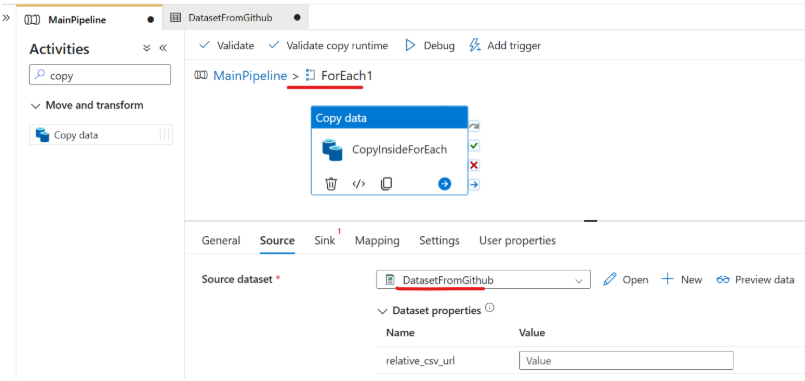 MainPipeline
DatasetFromGithub
Activities
copy
Move and transform
Copy data
Validate
Validate copy runtime
Debug
Add trigger
MainPipeline > ForEach1
Copy data
CopyInsideForEach
General
Source
Sink 1
Mapping
Settings
User properties
Source dataset *
DatasetFromGithub
Open
New
Preview data
Dataset properties
Name
Value
relative_csv_url
Value